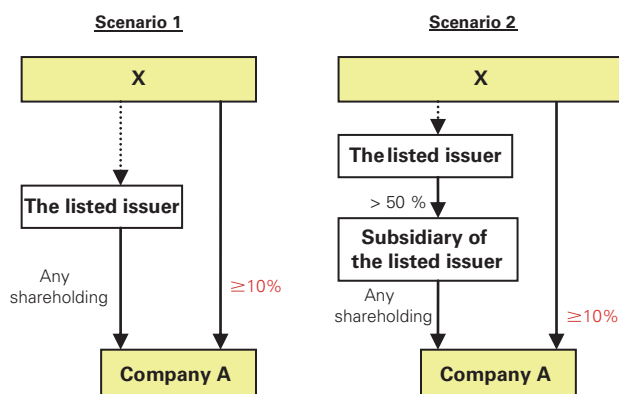 Scenario 1
X
The listed issuer
Any
shareholding
≥10%
Company A
Scenario 2
X
The listed issuer
> 50 %
Subsidiary of
the listed issuer
Any
shareholding
≥10%
Company A